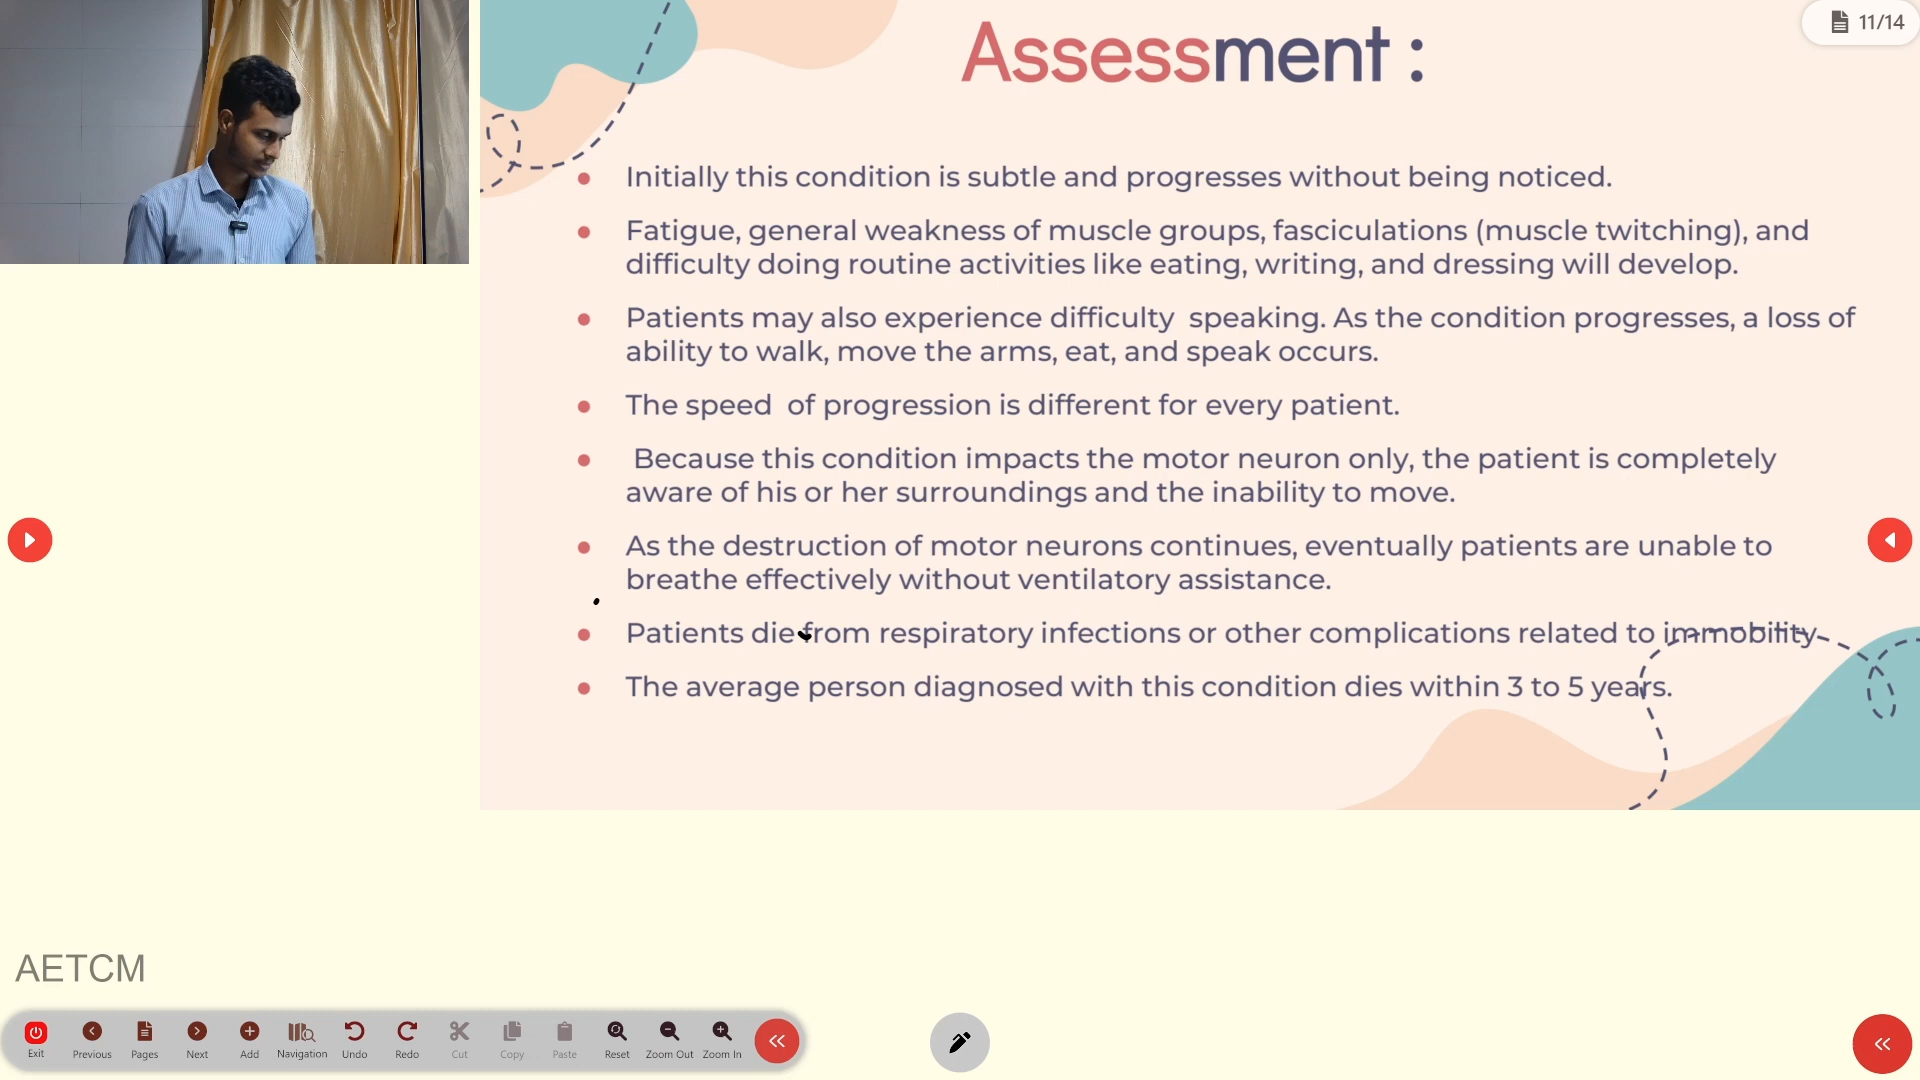 11/14
Assessment :
Initially this condition is subtle and progresses without being noticed.
Fatigue, general weakness of muscle groups, fasciculations (muscle twitching), and
difficulty doing routine activities like eating, writing, and dressing will develop.
Patients may also experience difficulty speaking. As the condition progresses, a loss of
ability to walk, move the arms, eat, and speak occurs.
The speed of progression is different for every patient.
Because this condition impacts the motor neuron only, the patient is completely
aware of his or her surroundings and the inability to move.
As the destruction of motor neurons continues, eventually patients are unable to
breathe effectively without ventilatory assistance.
Patients die from respiratory infections or other complications related to immobility
The average person diagnosed with this condition dies within 3 to 5 years.
AETCM
Exit Previous Pages Next Add Navigation Undo Redo Cut Copy Paste Reset Zoom Out Zoom In